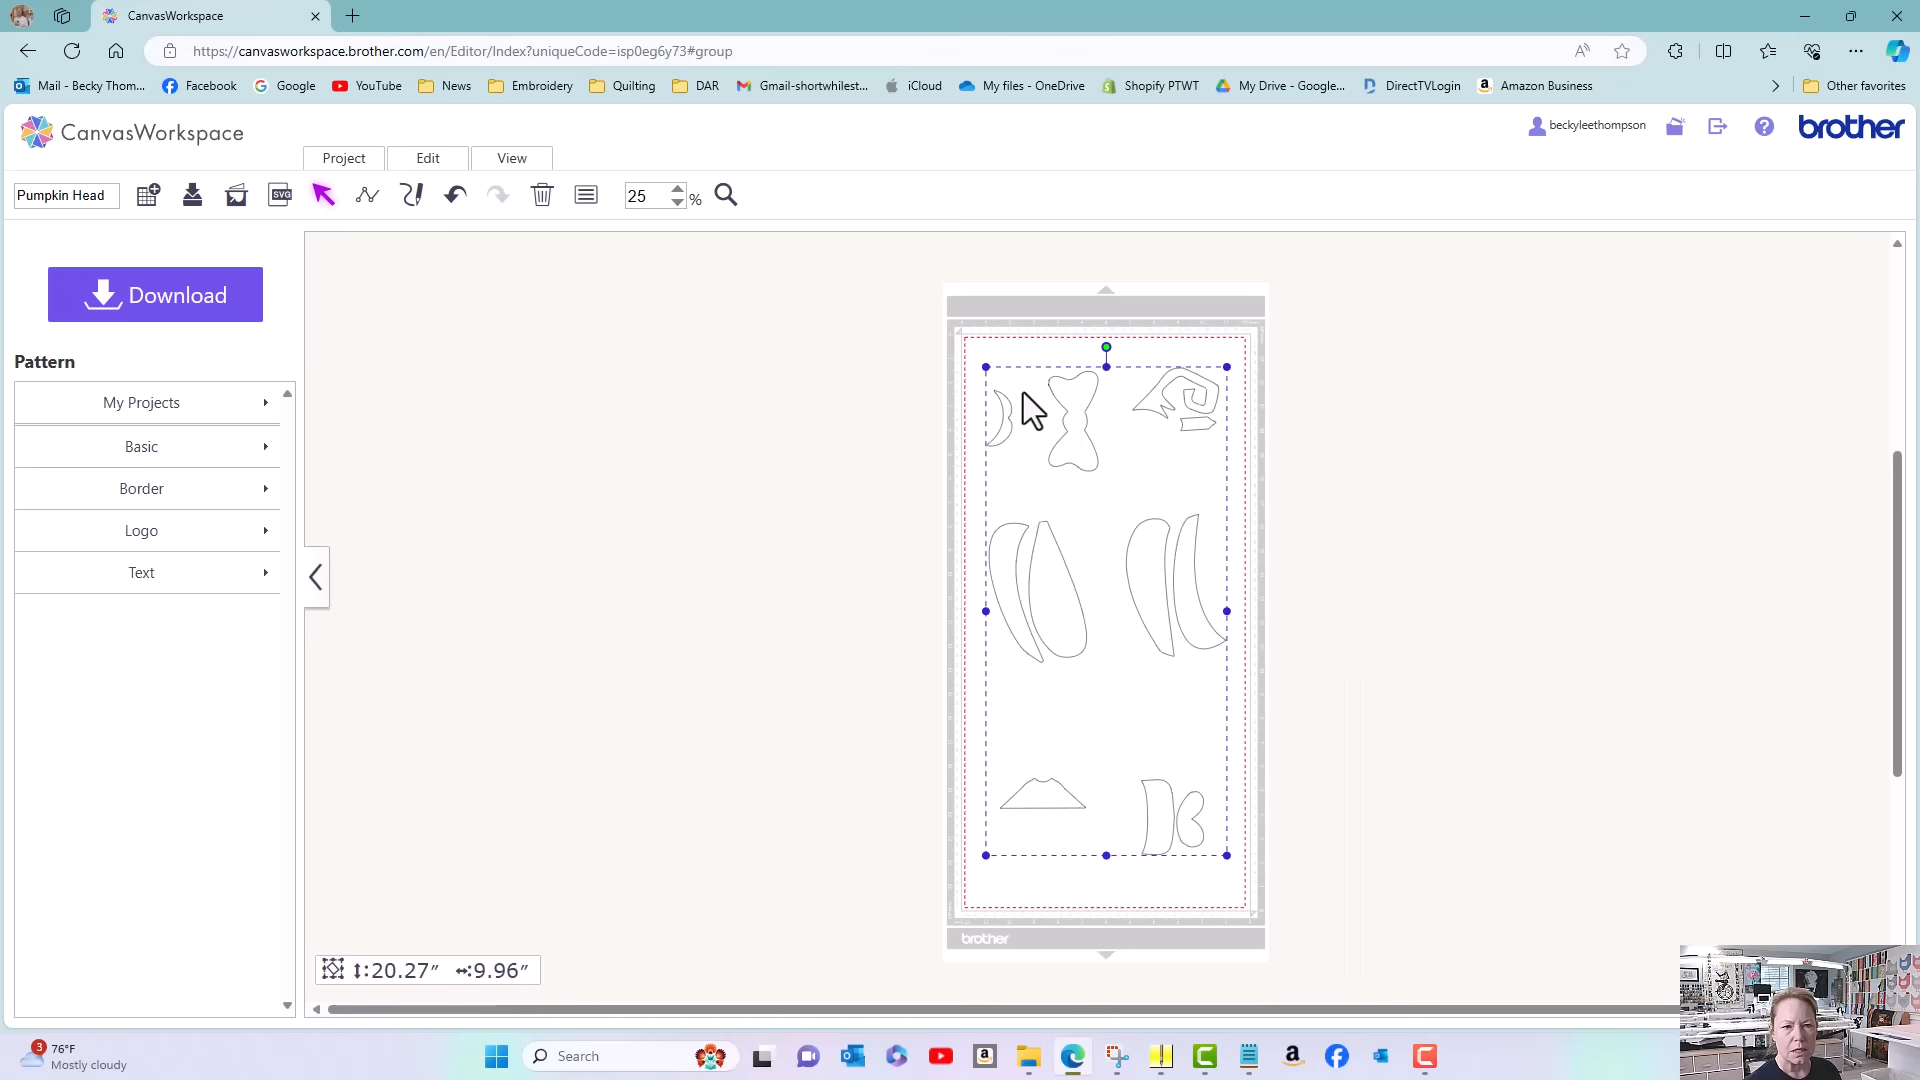 CanvasWorkspace
https://canvasworkspace.brother.com/en/Editor/Index?uniqueCode=isp0eg6y73#group
Mail - Becky Thom...
Facebook
Google
YouTube
News
Embroidery
Quilting
DAR
Gmail-shortwhilest...
iCloud
My files - OneDrive
Shopify PTWT
My Drive - Google...
DirectTVLogin
Amazon Business
Other favorites
CanvasWorkspace
beckyleethompson
brother
Project
Edit
View
Pumpkin Head
SVG
25
%
Download
Pattern
My Projects
Basic
Border
Logo
Text
brother
20.27″
9.96″
3
76°F
Mostly cloudy
Search